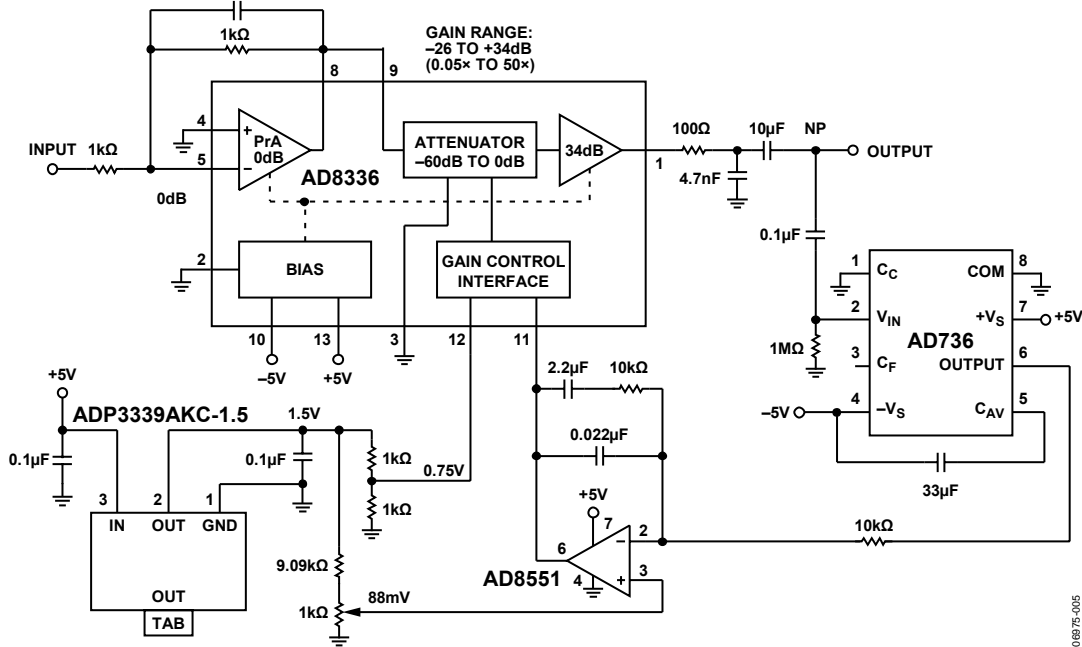 1kΩ
GAIN RANGE:
–26 TO +34dB
(0.05× TO 50×)
8
9
4
+
PrA
0dB
5
–
INPUT
1kΩ
0dB
AD8336
ATTENUATOR
–60dB TO 0dB
34dB
1
100Ω
10µF
NP
OUTPUT
4.7nF
0.1µF
2
BIAS
GAIN CONTROL
INTERFACE
10
13
3
12
11
–5V
+5V
1
CC
COM
8
2
VIN
+VS
7
+5V
AD736
1MΩ
3
CF
OUTPUT
6
–5V
4
–VS
CAV
5
33µF
+5V
ADP3339AKC-1.5
1.5V
0.1µF
0.1µF
1kΩ
0.75V
1kΩ
3
2
1
IN
OUT
GND
OUT
TAB
9.09kΩ
1kΩ
88mV
2.2µF
10kΩ
0.022µF
+5V
7
6
–
2
4
+
3
AD8551
10kΩ
06975-005